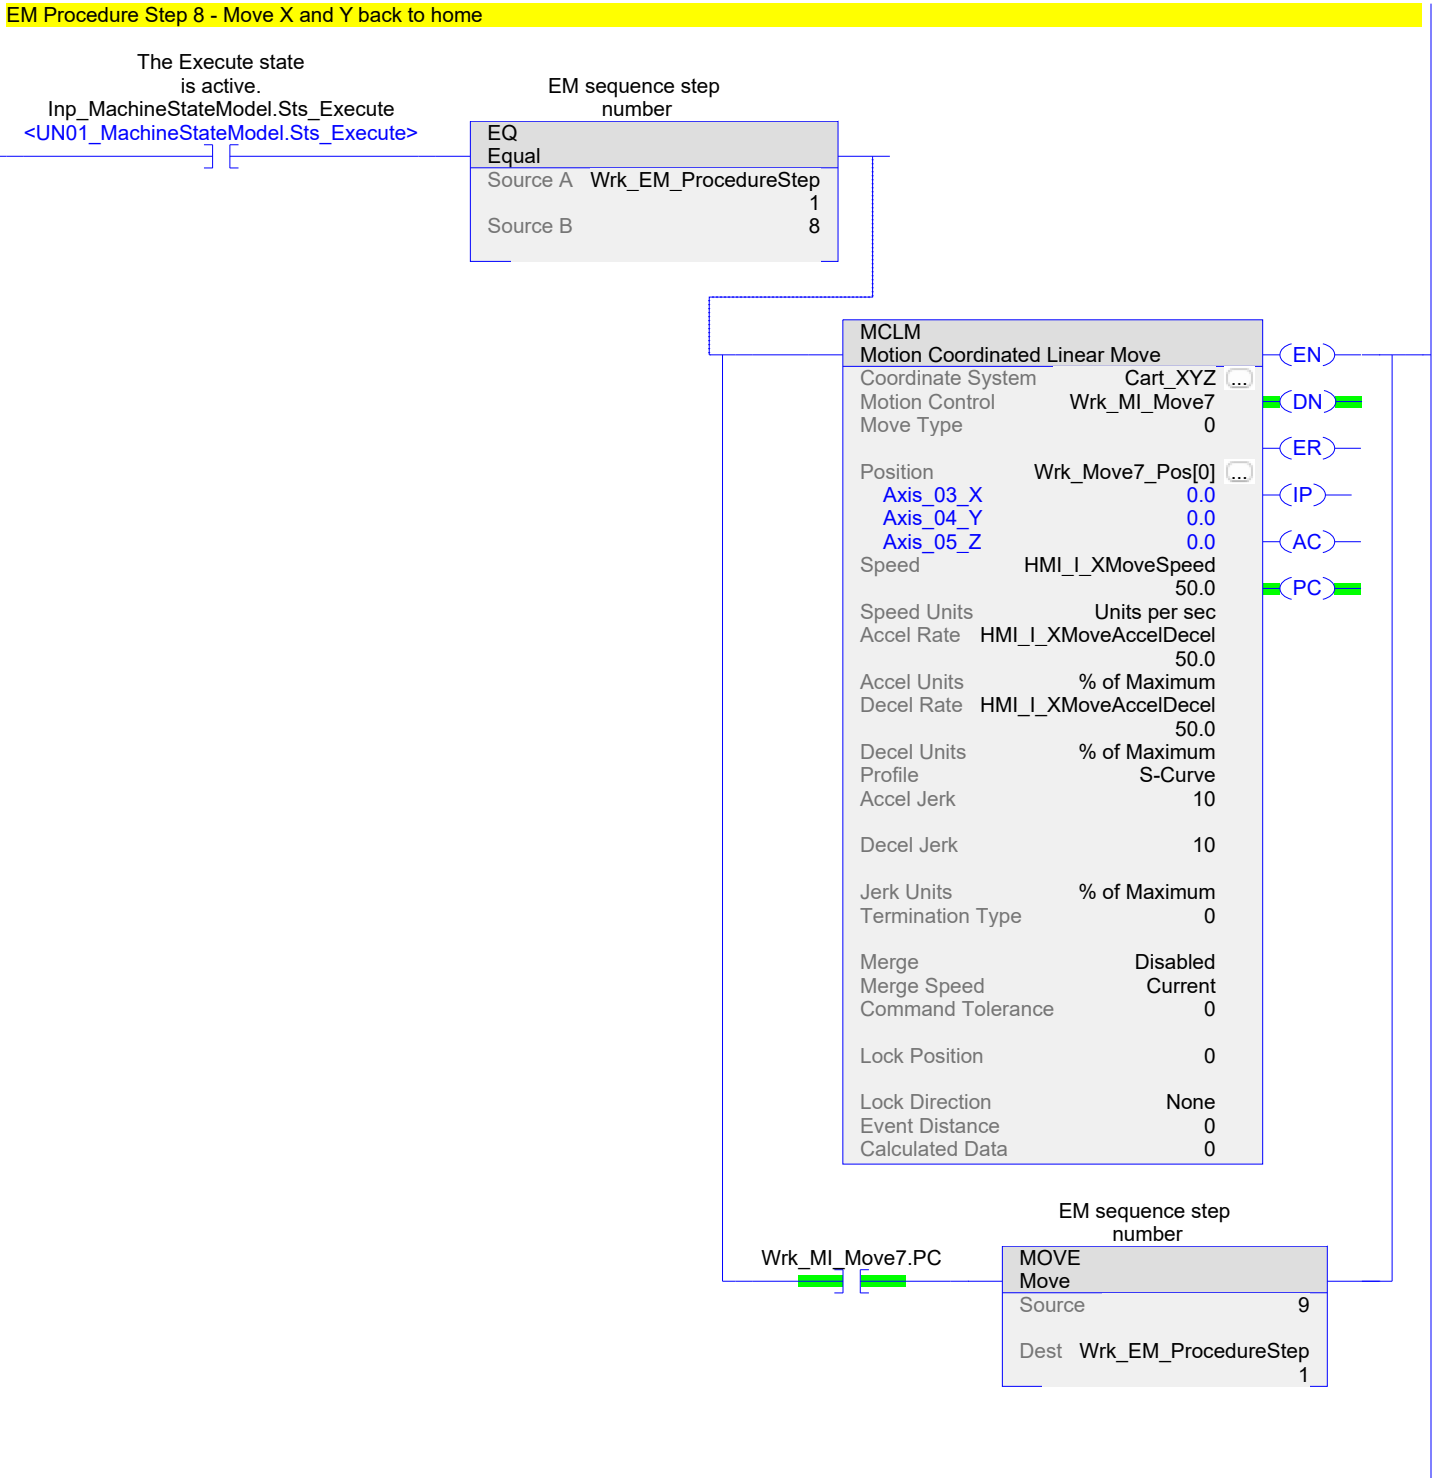 EM Procedure Step 8 - Move X and Y back to home
The Execute state
is active.
Inp_MachineStateModel.Sts_Execute
<UN01_MachineStateModel.Sts_Execute>
EM sequence step
number
EQ
Equal
Source A Wrk_EM_ProcedureStep
1
Source B 8
MCLM
Motion Coordinated Linear Move
Coordinate System Cart_XYZ ...
Motion Control Wrk_MI_Move7
Move Type 0
Position Wrk_Move7_Pos[0] ...
Axis_03_X 0.0
Axis_04_Y 0.0
Axis_05_Z 0.0
Speed HMI_I_XMoveSpeed
50.0
Speed Units Units per sec
Accel Rate HMI_I_XMoveAccelDecel
50.0
Accel Units % of Maximum
Decel Rate HMI_I_XMoveAccelDecel
50.0
Decel Units % of Maximum
Profile S-Curve
Accel Jerk 10
Decel Jerk 10
Jerk Units % of Maximum
Termination Type 0
Merge Disabled
Merge Speed Current
Command Tolerance 0
Lock Position 0
Lock Direction None
Event Distance 0
Calculated Data 0
EN
DN
ER
IP
AC
PC
Wrk_MI_Move7.PC
EM sequence step
number
MOVE
Move
Source 9
Dest Wrk_EM_ProcedureStep
1